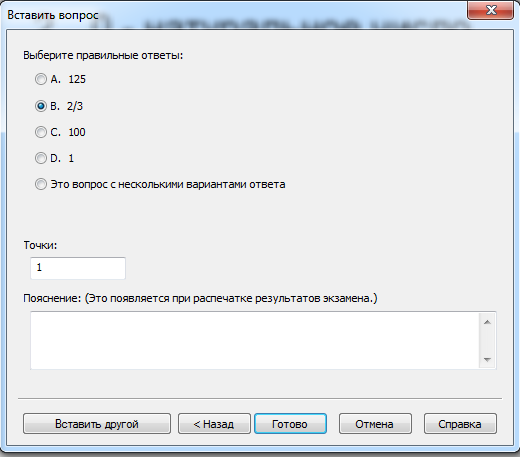 Вставить вопрос
Выберите правильные ответы:
A. 125
B. 2/3
C. 100
D. 1
Это вопрос с несколькими вариантами ответа
Точки:
1
Пояснение: (Это появляется при распечатке результатов экзамена.)
Вставить другой
< Назад
Готово
Отмена
Справка